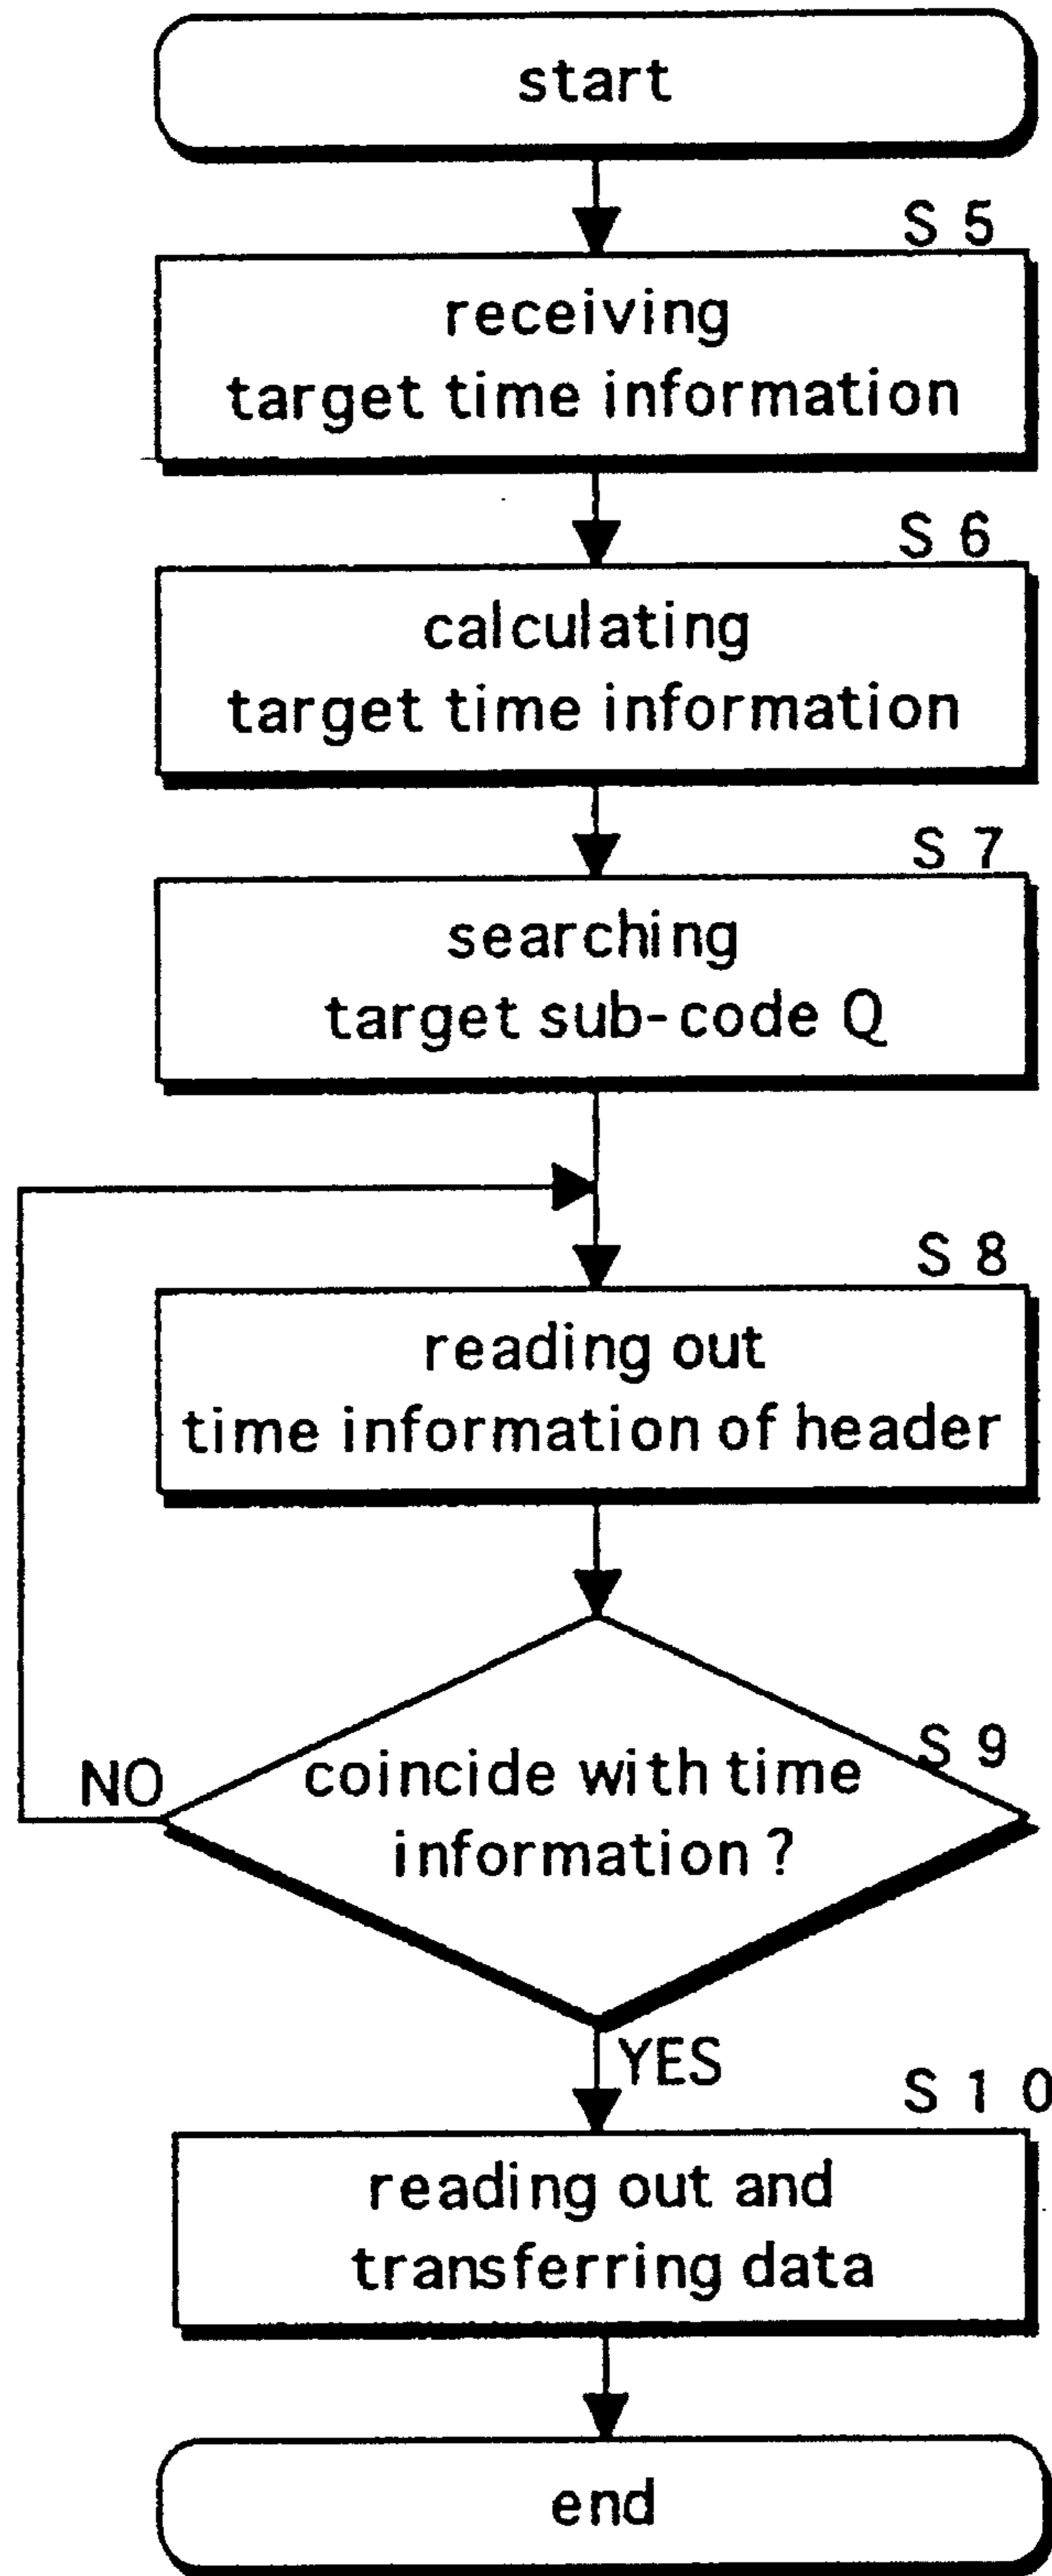 start
S 5
receiving
target time information
S 6
calculating
target time information
S 7
searching
target sub-code Q
S 8
reading out
time information of header
S 9
coincide with time
information ?
NO
YES
S 1 0
reading out and
transferring data
end